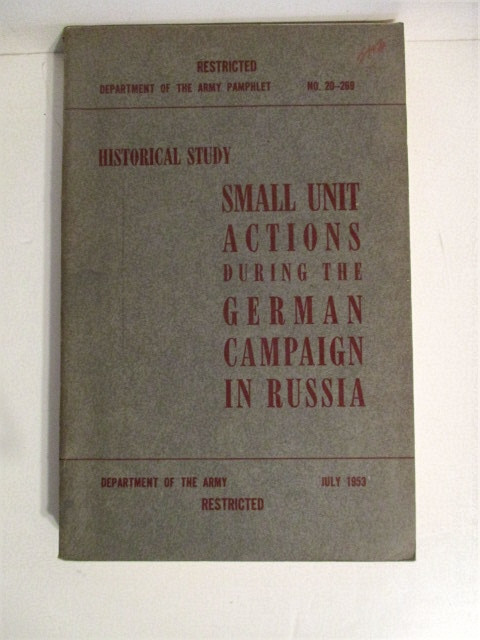 RESTRICTED
DEPARTMENT OF THE ARMY PAMPHLET NO. 20-269
HISTORICAL STUDY
SMALL UNIT
ACTIONS
DURING THE
GERMAN
CAMPAIGN
IN RUSSIA
DEPARTMENT OF THE ARMY JULY 1953
RESTRICTED